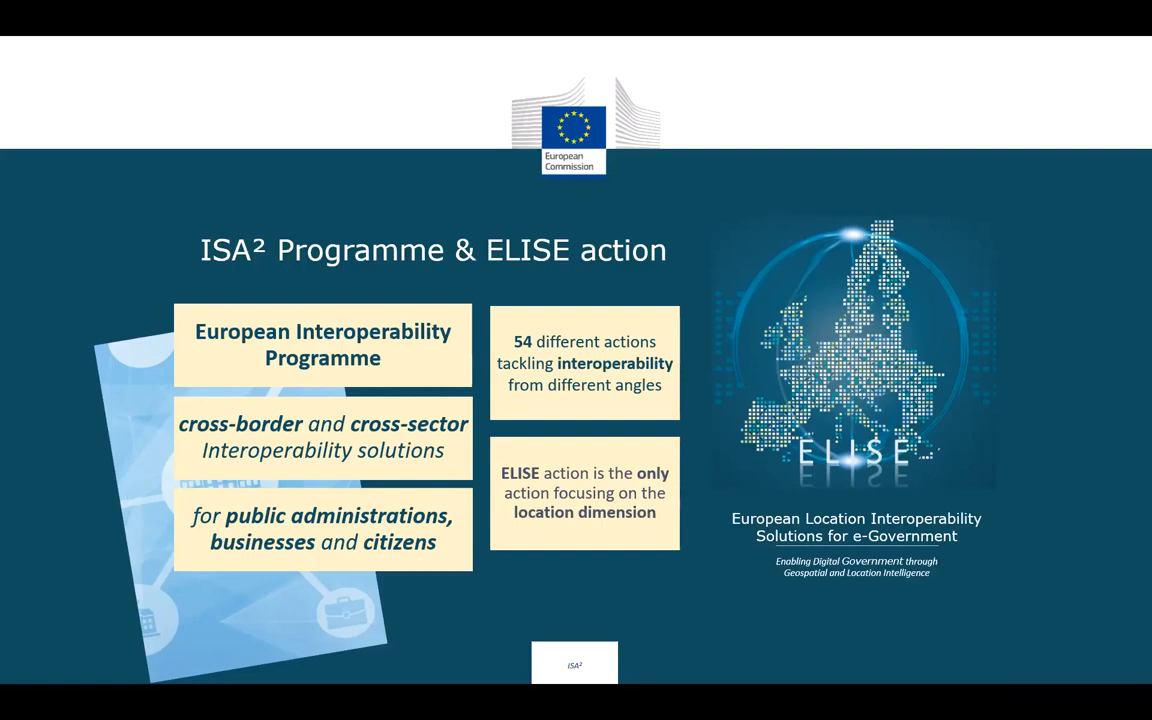 European
Commission
ISA² Programme & ELISE action
European Interoperability
Programme
cross-border and cross-sector
Interoperability solutions
for public administrations,
businesses and citizens
54 different actions
tackling interoperability
from different angles
ELISE action is the only
action focusing on the
location dimension
ELISE
European Location Interoperability
Solutions for e-Government
Enabling Digital Government through
Geospatial and Location Intelligence
ISA²